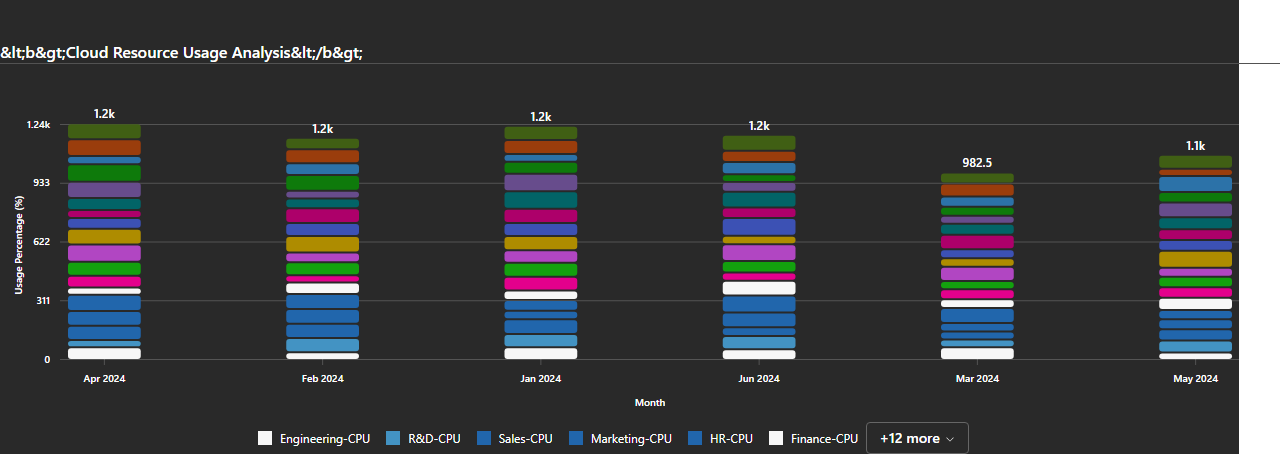 &lt;b&gt;Cloud Resource Usage Analysis&lt;/b&gt;
1.2k
1.2k
1.2k
1.2k
982.5
1.1k
1.24k
933
622
311
0
Usage Percentage (%)
Apr 2024 Feb 2024 Jan 2024 Jun 2024 Mar 2024 May 2024
Month
Engineering-CPU R&D-CPU Sales-CPU Marketing-CPU HR-CPU Finance-CPU +12 more